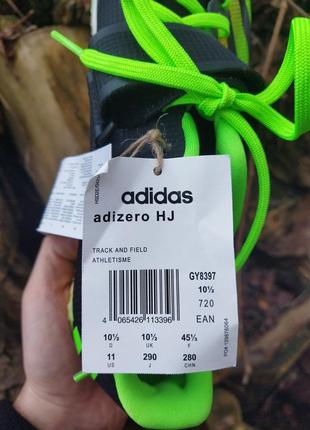 adidas
adizero HJ
TRACK AND FIELD
ATHLETISME
GY8397
10½
720
EAN
4 065426 113396
10½ 10½ 45⅓
D UK F
11 290 280
US J CHN